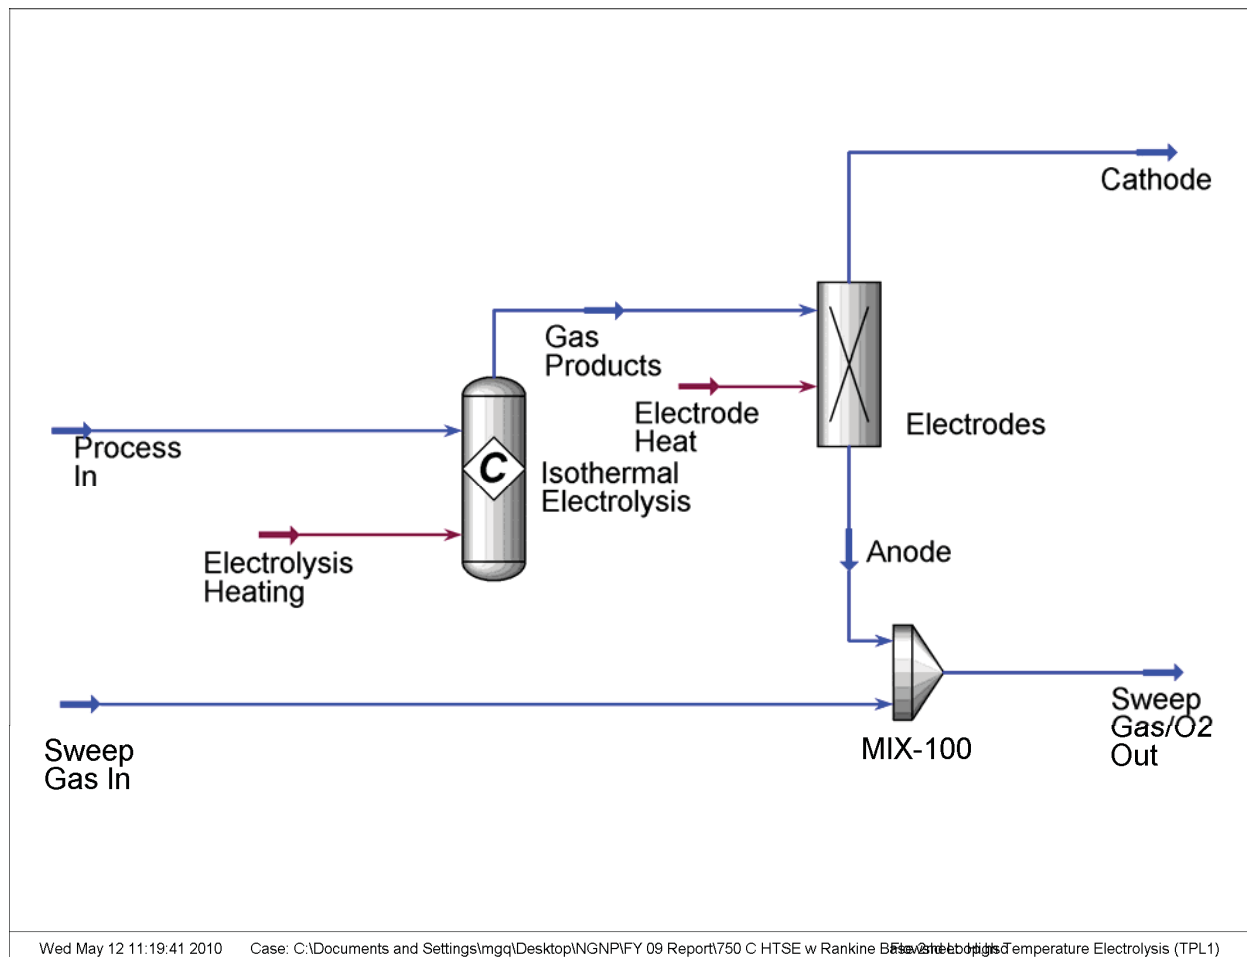 Cathode
Gas
Products
Electrode
Heat
Electrodes
Process
In
C
Isothermal
Electrolysis
Electrolysis
Heating
Anode
Sweep
Gas In
MIX-100
Sweep
Gas/O2
Out
Wed May 12 11:19:41 2010
Case: C:\Documents and Settings\mgq\Desktop\NGNP\FY 09 Report\750 C HTSE w Rankine
Temperature Electrolysis (TPL1)